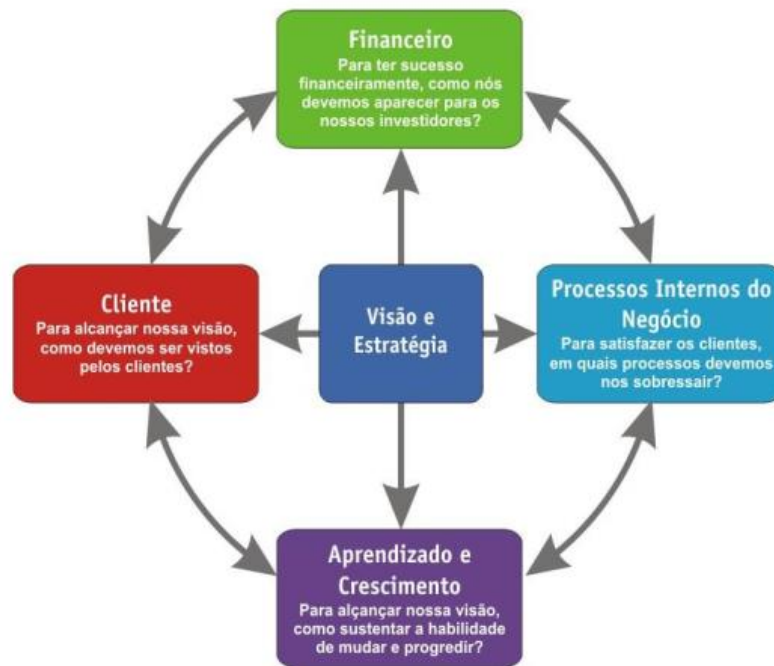 Financeiro
Para ter sucesso
financeiramente, como nós
devemos aparecer para os
nossos investidores?
Cliente
Para alcançar nossa visão,
como devemos ser vistos
pelos clientes?
Visão e
Estratégia
Processos Internos do
Negócio
Para satisfazer os clientes,
em quais processos devemos
nos sobressair?
Aprendizado e
Crescimento
Para alçançar nossa visão,
como sustentar a habilidade
de mudar e progredir?